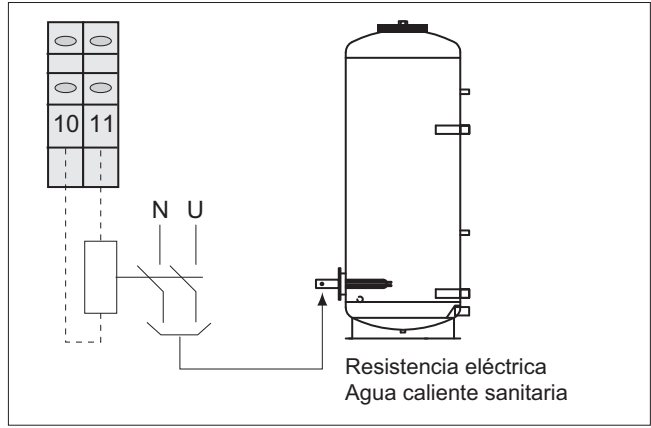 10 11
N U
Resistencia eléctrica
Agua caliente sanitaria